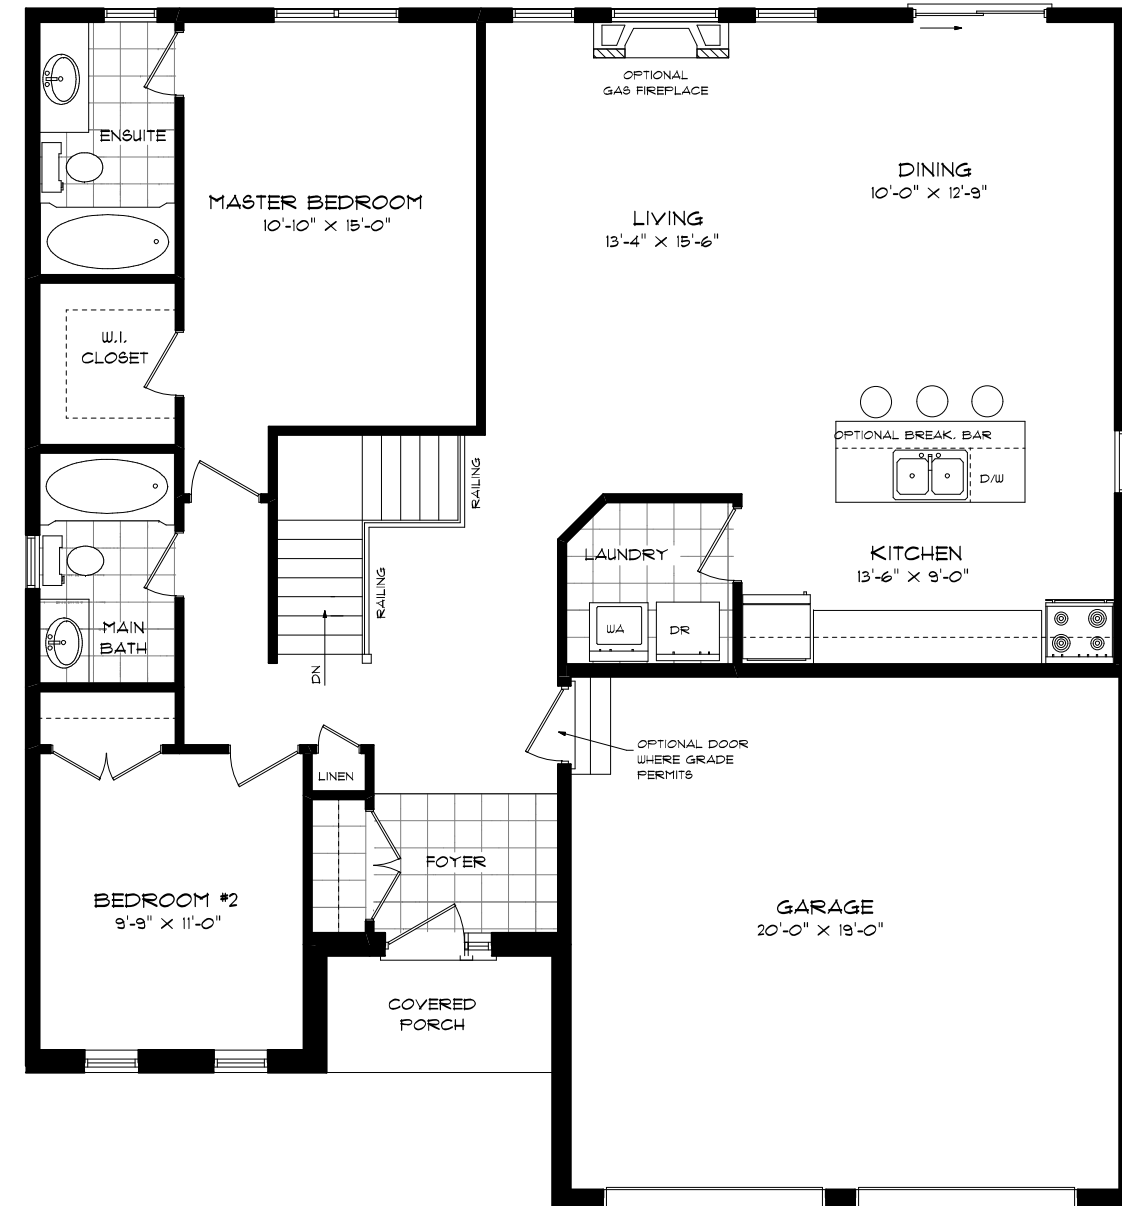 OPTIONAL
GAS FIREPLACE
ENSUITE
MASTER BEDROOM
10'-10" X 15'-0"
LIVING
13'-4" X 15'-6"
DINING
10'-0" X 12'-9"
W.I.
CLOSET
OPTIONAL BREAK. BAR
D/W
RAILING
RAILING
DN
LAUNDRY
WA
DR
KITCHEN
13'-6" X 9'-0"
MAIN
BATH
OPTIONAL DOOR
WHERE GRADE
PERMITS
LINEN
FOYER
BEDROOM #2
9'-9" X 11'-0"
GARAGE
20'-0" X 19'-0"
COVERED
PORCH